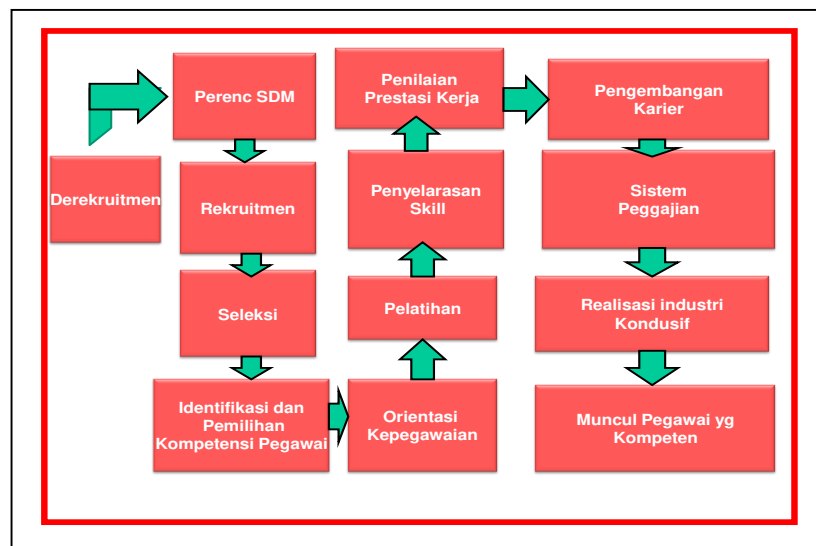 Derekruitmen
Perenc SDM
Rekruitmen
Seleksi
Identifikasi dan
Pemilihan
Kompetensi Pegawai
Orientasi
Kepegawaian
Pelatihan
Penyelarasan
Skill
Penilaian
Prestasi Kerja
Pengembangan
Karier
Sistem
Peggajian
Realisasi industri
Kondusif
Muncul Pegawai yg
Kompeten